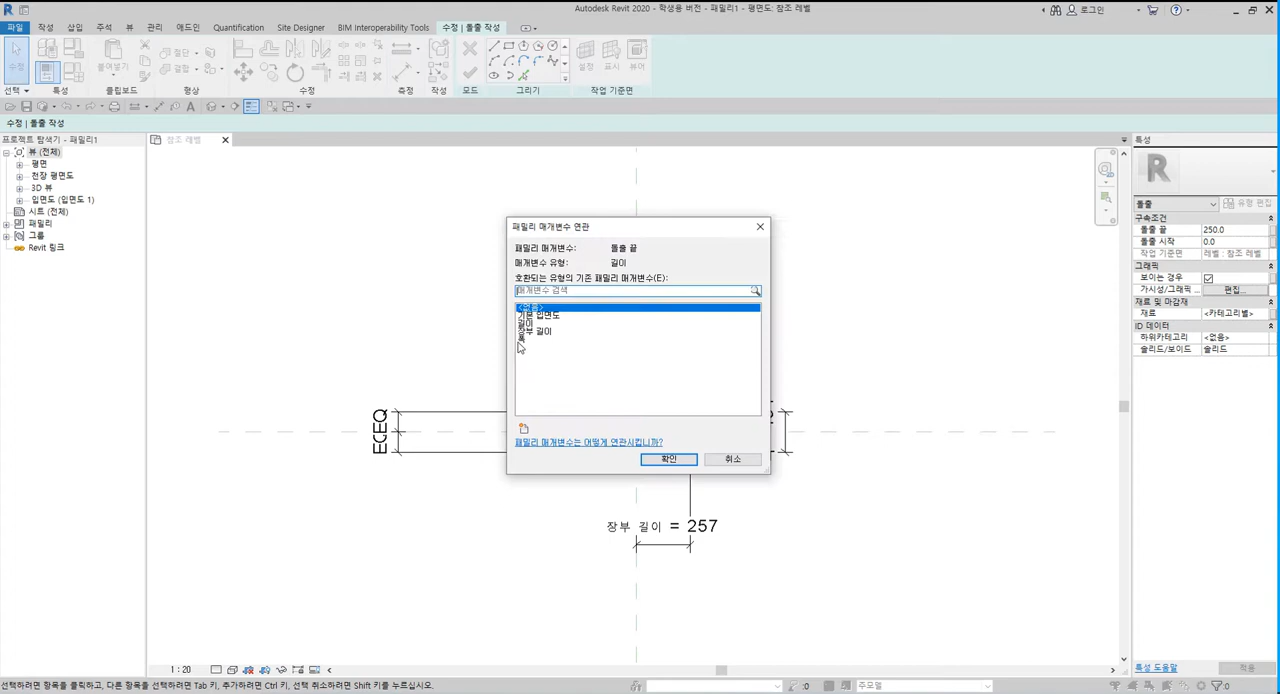 Autodesk Revit 2020 - 학생용 버전 - 패밀리1 - 평면도: 참조 레벨
로그인
파일 작성 삽입 주석 뷰 관리 애드인 Quantification Site Designer BIM Interoperability Tools 수정 | 돌출 작성
수정 붙여넣기 절단 결합 설정 표시 뷰어
선택 특성 클립보드 형상 수정 측정 작성 모드 그리기 작업 기준면
수정 | 돌출 작성
프로젝트 탐색기 - 패밀리1
뷰 (전체)
평면
천장 평면도
3D 뷰
입면도 (입면도 1)
시트 (전체)
패밀리
그룹
Revit 링크
참조 레벨
패밀리 매개변수 연관
패밀리 매개변수: 돌출 끝
매개변수 유형: 길이
호환되는 유형의 기존 패밀리 매개변수(E):
매개변수 검색
<없음>
기본 입면도
길이
장부 길이
폭
패밀리 매개변수는 어떻게 연관시킵니까?
확인 취소
EQEQ
장부 길이 = 257
특성
돌출 유형 편집
구속조건
돌출 끝 250.0
돌출 시작 0.0
작업 기준면 레벨 : 참조 레벨
그래픽
보이는 경우
가시성/그래픽 ... 편집...
재료 및 마감재
재료 <카테고리별>
ID 데이터
하위카테고리 <없음>
솔리드/보이드 솔리드
특성 도움말 적용
1 : 20
선택하려면 항목을 클릭하고, 다른 항목을 선택하려면 Tab 키, 추가하려면 Ctrl 키, 선택 취소하려면 Shift 키를 누르십시오. :0 주모델 :0